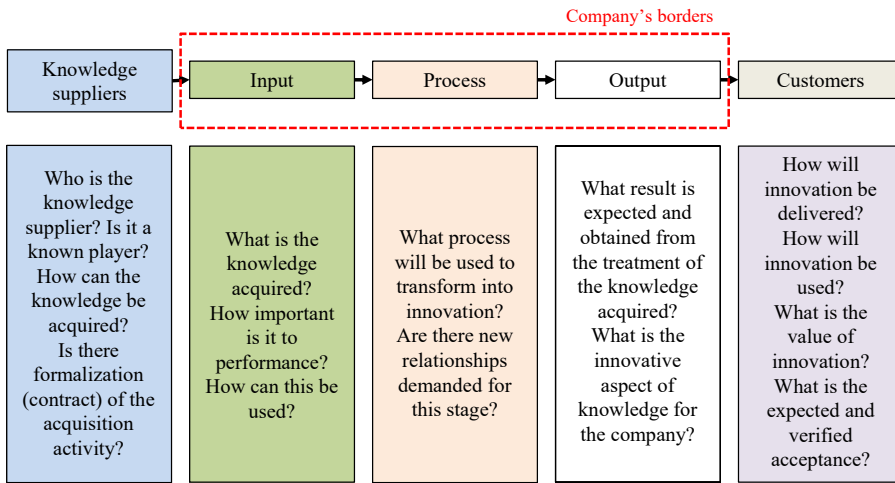 Company's borders
Knowledge
suppliers
Input
Process
Output
Customers
Who is the
knowledge
supplier? Is it a
known player?
How can the
knowledge be
acquired?
Is there
formalization
(contract) of the
acquisition
activity?
What is the
knowledge
acquired?
How important
is it to
performance?
How can this be
used?
What process
will be used to
transform into
innovation?
Are there new
relationships
demanded for
this stage?
What result is
expected and
obtained from
the treatment of
the knowledge
acquired?
What is the
innovative
aspect of
knowledge for
the company?
How will
innovation be
delivered?
How will
innovation be
used?
What is the
value of
innovation?
What is the
expected and
verified
acceptance?